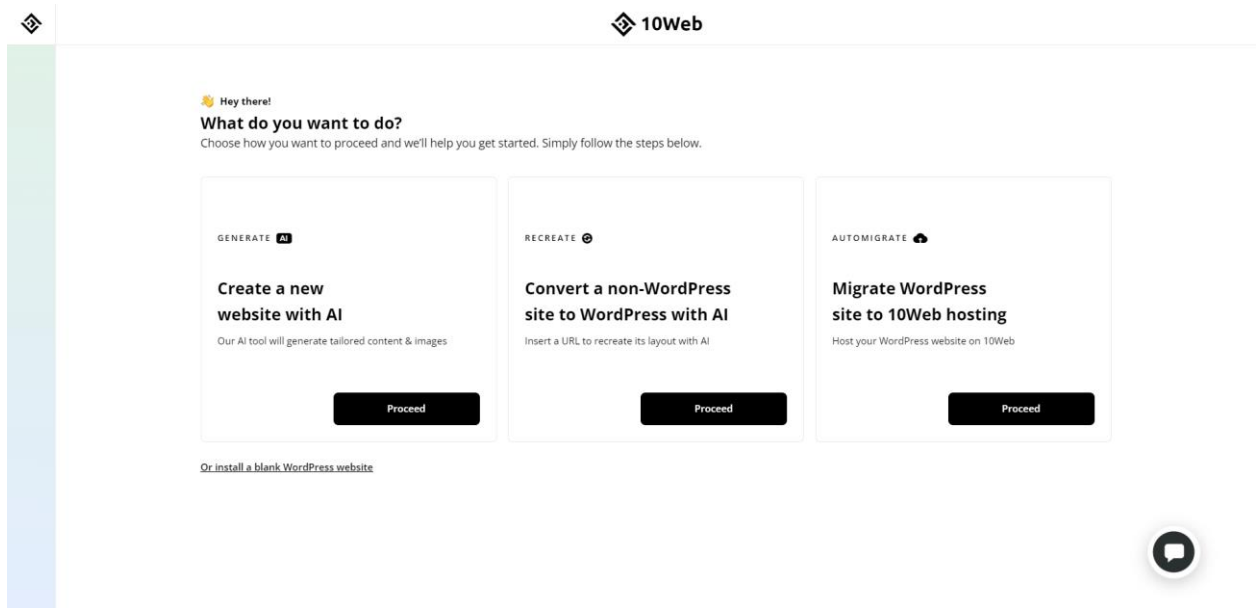 10Web
Hey there!
What do you want to do?
Choose how you want to proceed and we'll help you get started. Simply follow the steps below.
GENERATE AI
Create a new
website with AI
Our AI tool will generate tailored content & images
Proceed
RECREATE
Convert a non-WordPress
site to WordPress with AI
Insert a URL to recreate its layout with AI
Proceed
AUTOMIGRATE
Migrate WordPress
site to 10Web hosting
Host your WordPress website on 10Web
Proceed
Or install a blank WordPress website